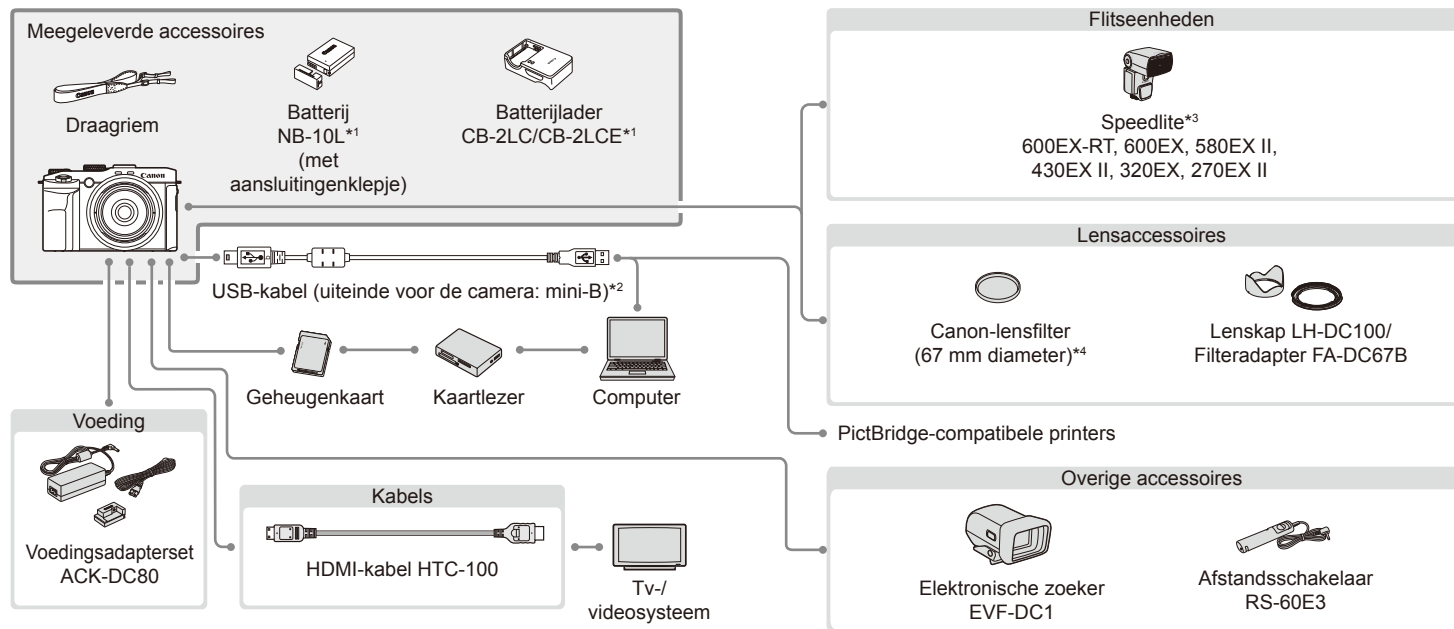 Meegeleverde accessoires
Canon
Draagriem
Batterij
NB-10L*1
(met
aansluitingenklepje)
Batterijlader
CB-2LC/CB-2LCE*1
Canon
USB-kabel (uiteinde voor de camera: mini-B)*2
Geheugenkaart
Kaartlezer
Computer
Voeding
Voedingsadapterset
ACK-DC80
Kabels
HDMI-kabel HTC-100
Tv-/
videosysteem
Flitseenheden
Speedlite*3
600EX-RT, 600EX, 580EX II,
430EX II, 320EX, 270EX II
Lensaccessoires
Canon-lensfilter
(67 mm diameter)*4
Lenskap LH-DC100/
Filteradapter FA-DC67B
PictBridge-compatibele printers
Overige accessoires
Elektronische zoeker
EVF-DC1
Afstandsschakelaar
RS-60E3